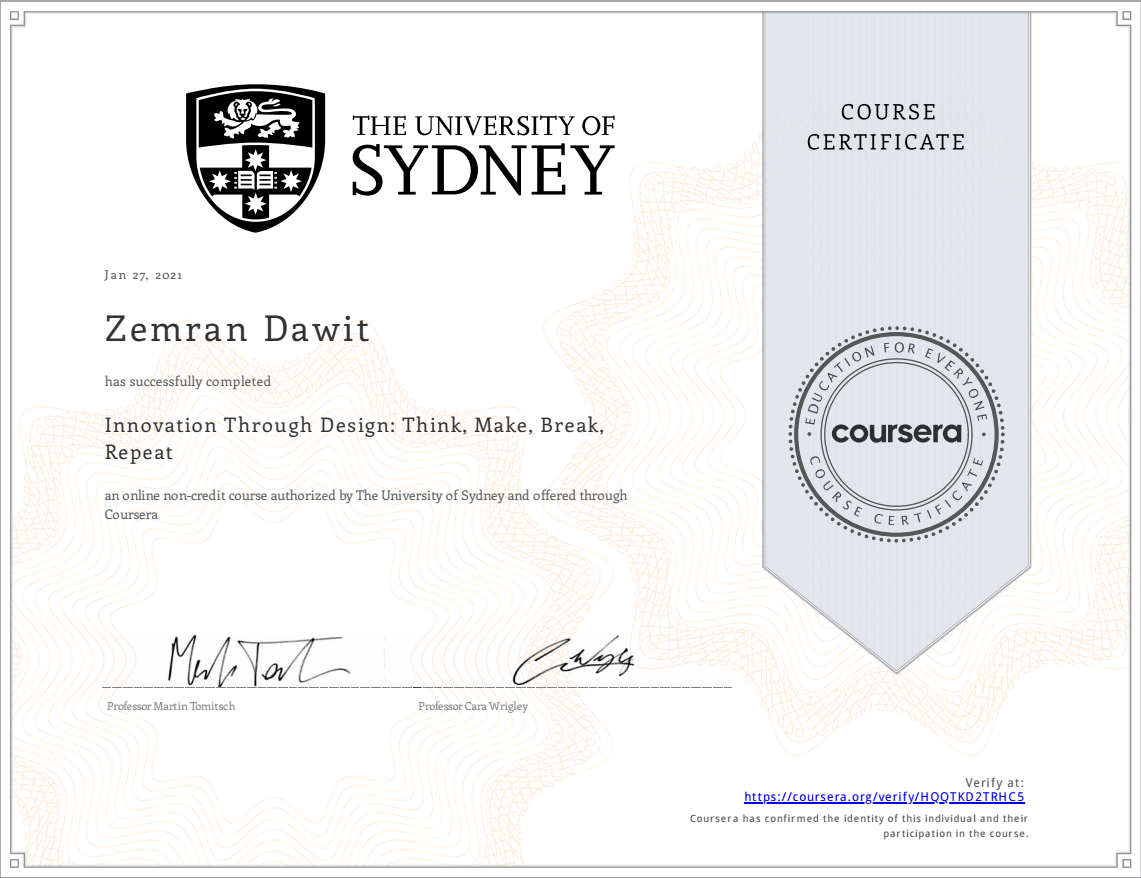 THE UNIVERSITY OF
SYDNEY
COURSE
CERTIFICATE
Jan 27, 2021
Zemran Dawit
has successfully completed
Innovation Through Design: Think, Make, Break,
Repeat
an online non-credit course authorized by The University of Sydney and offered through
Coursera
EDUCATION FOR EVERYONE
coursera
COURSE CERTIFICATE
Professor Martin Tomitsch
Professor Cara Wrigley
Verify at:
https://coursera.org/verify/HQQTKD2TRHC5
Coursera has confirmed the identity of this individual and their
participation in the course.